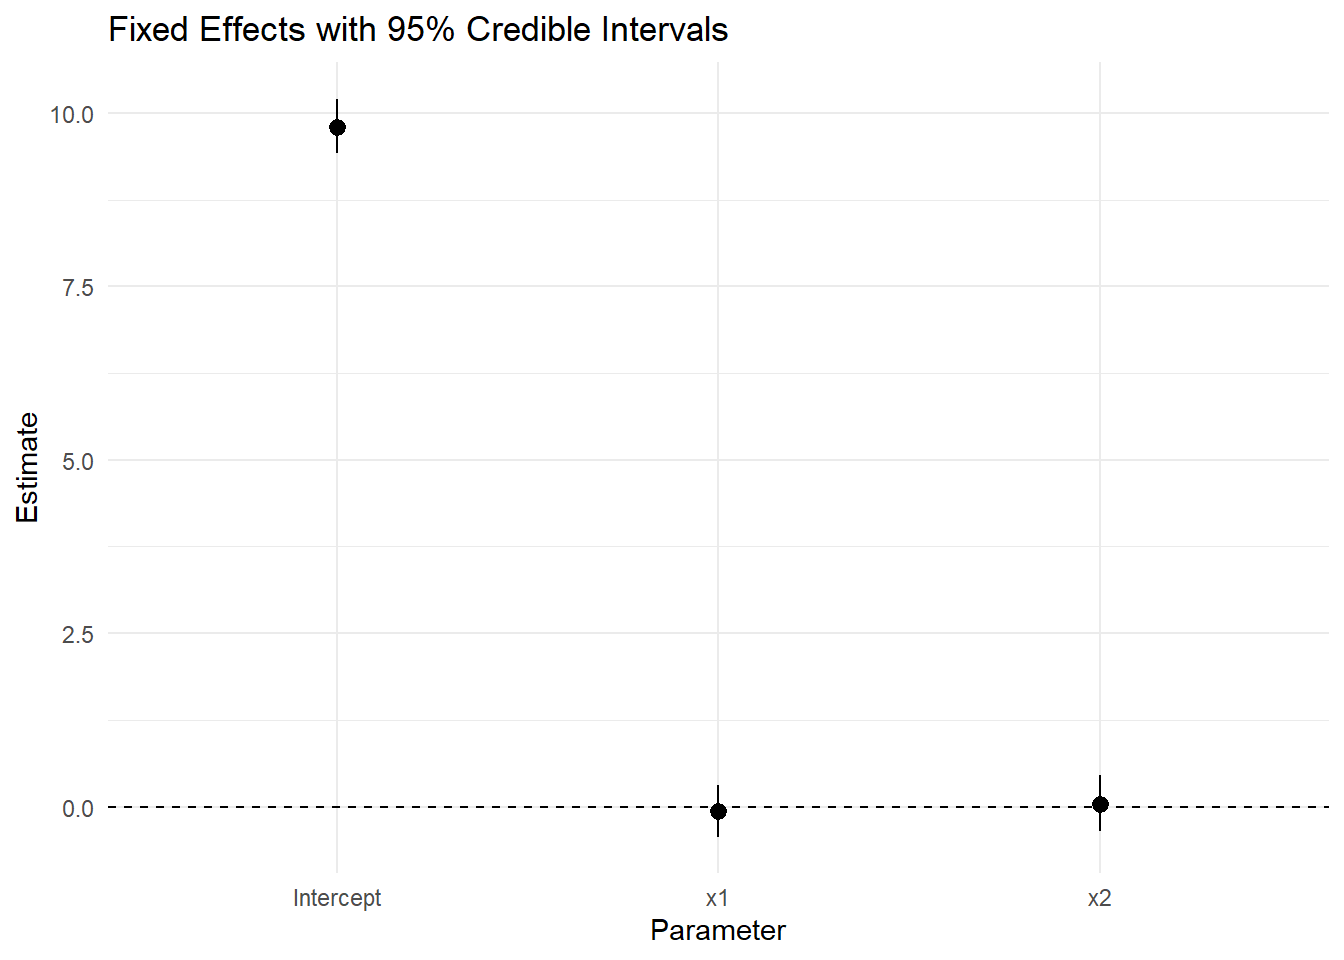 Fixed Effects with 95% Credible Intervals
Estimate
10.0
7.5
5.0
2.5
0.0
Intercept
x1
x2
Parameter